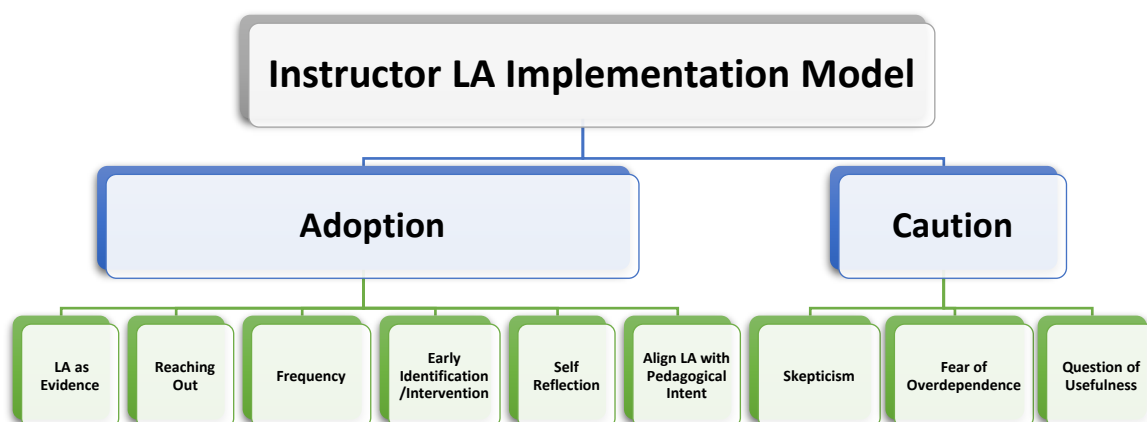 Instructor LA Implementation Model
Adoption
Caution
LA as
Evidence
Reaching
Out
Frequency
Early
Identification
/Intervention
Self
Reflection
Align LA with
Pedagogical
Intent
Skepticism
Fear of
Overdependence
Question of
Usefulness